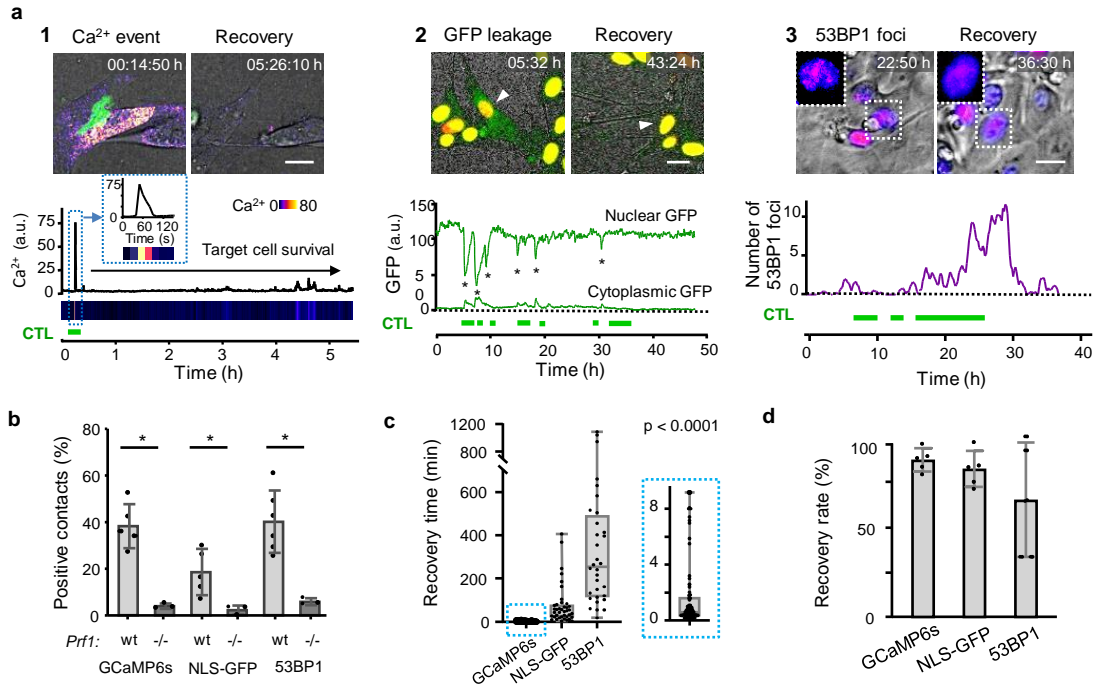 a
1 Ca²⁺ event Recovery
00:14:50 h 05:26:10 h
75
0
0 60 120
Time (s)
Ca²⁺ 0 80
Target cell survival
Ca²⁺ (a.u.)
75
50
25
0
CTL
0 1 2 3 4 5
Time (h)
2 GFP leakage Recovery
05:32 h 43:24 h
GFP (a.u.)
150
100
5
0
0
Nuclear GFP
* * * * * *
Cytoplasmic GFP
CTL
0 10 20 30 40 50
Time (h)
3 53BP1 foci Recovery
22:50 h 36:30 h
Number of
53BP1 foci
10
5
0
CTL
0 10 20 30 40
Time (h)
b
Positive contacts (%)
80
60
40
20
0
* * *
Prf1: wt -/- wt -/- wt -/-
GCaMP6s NLS-GFP 53BP1
c
Recovery time (min)
1200
800
600
400
200
0
p < 0.0001
8
4
0
GCaMP6s NLS-GFP 53BP1
d
Recovery rate (%)
100
50
0
GCaMP6s NLS-GFP 53BP1